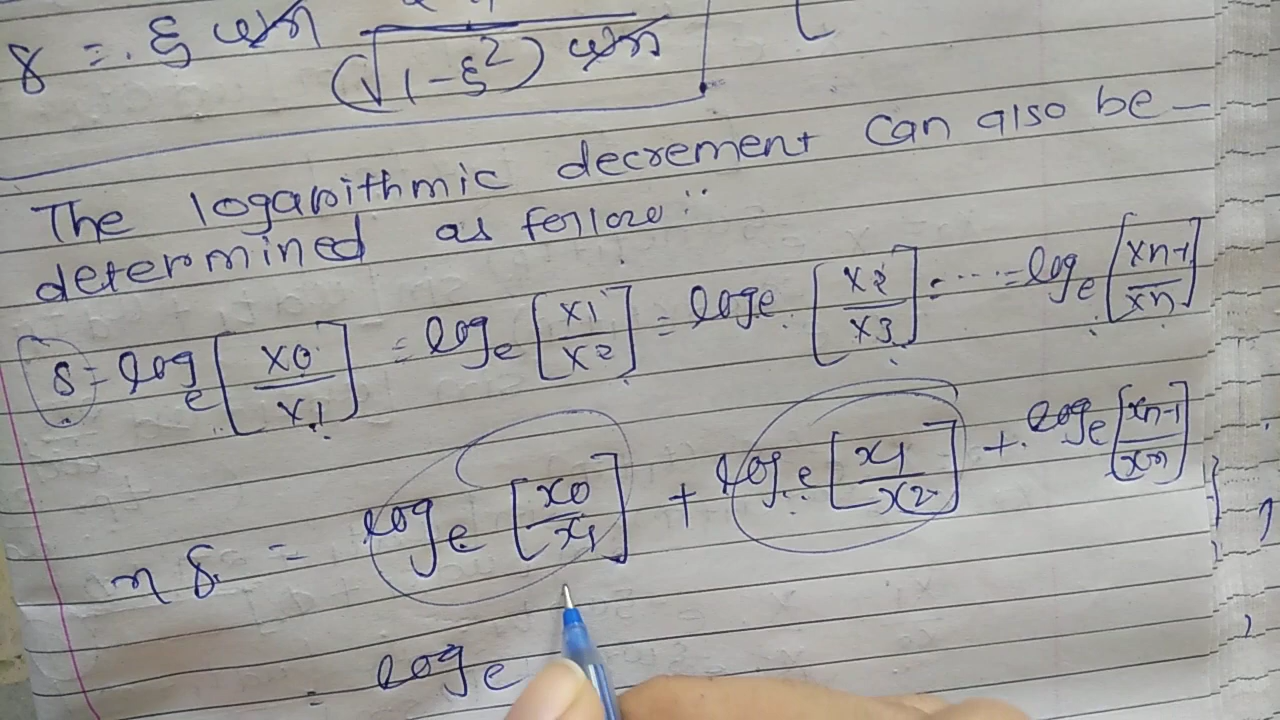 δ = ξ ωn / (√1-ξ²) ωn
The logarithmic decrement can also be -
determined as follow:
δ = loge [x0/x1] = loge [x1/x2] = loge [x2/x3] ..... = loge [xn-1/xn]
n δ = loge [x0/x1] + loge [x1/x2] + loge [xn-1/xn]
= loge